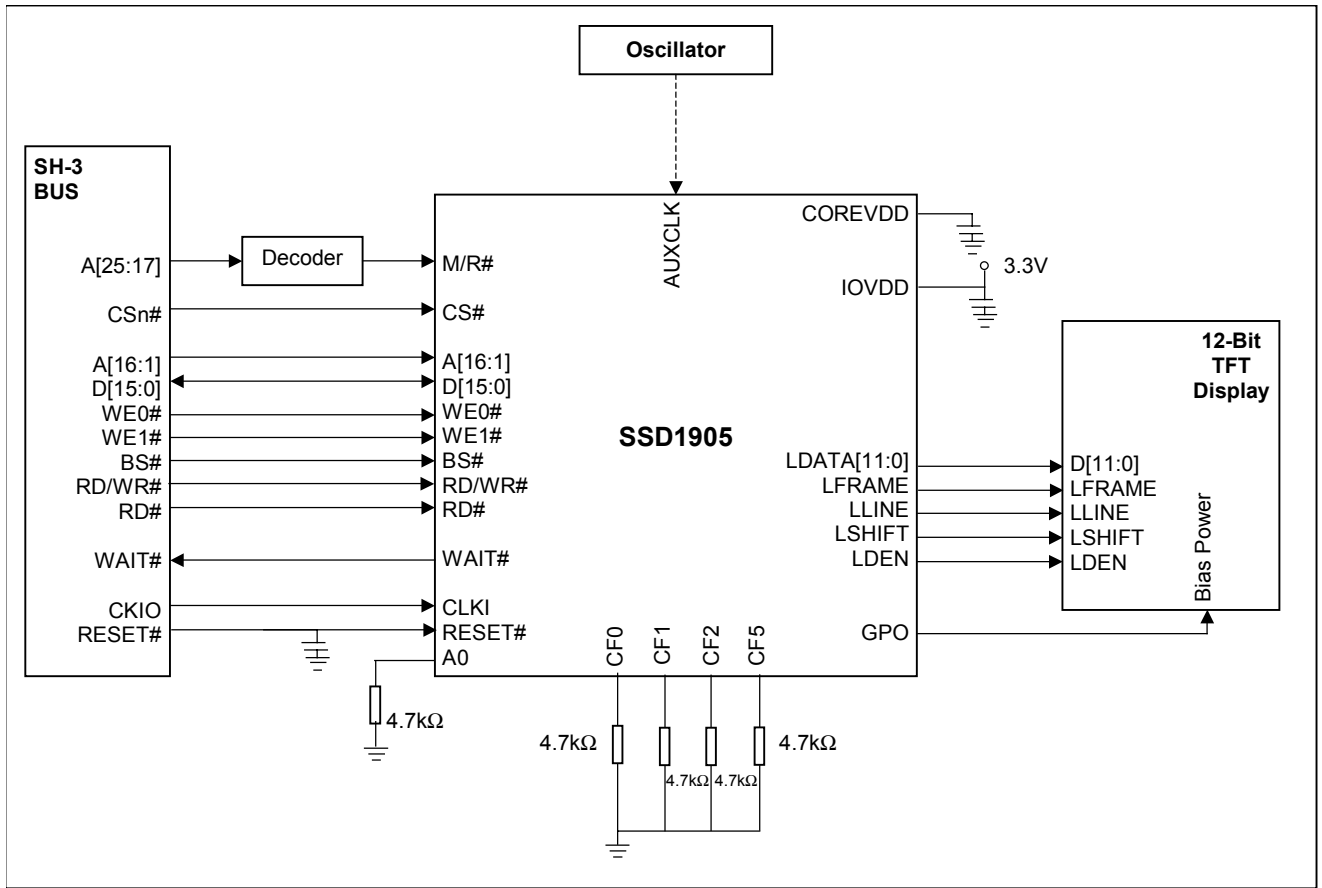 Oscillator
SH-3
BUS
A[25:17]
CSn#
A[16:1]
D[15:0]
WE0#
WE1#
BS#
RD/WR#
RD#
WAIT#
CKIO
RESET#
Decoder
AUXCLK
M/R#
CS#
A[16:1]
D[15:0]
WE0#
WE1#
BS#
RD/WR#
RD#
WAIT#
CLKI
RESET#
A0
SSD1905
COREVDD
IOVDD
3.3V
LDATA[11:0]
LFRAME
LLINE
LSHIFT
LDEN
GPO
12-Bit
TFT
Display
D[11:0]
LFRAME
LLINE
LSHIFT
LDEN
Bias Power
CF0
CF1
CF2
CF5
4.7kΩ
4.7kΩ
4.7kΩ
4.7kΩ
4.7kΩ